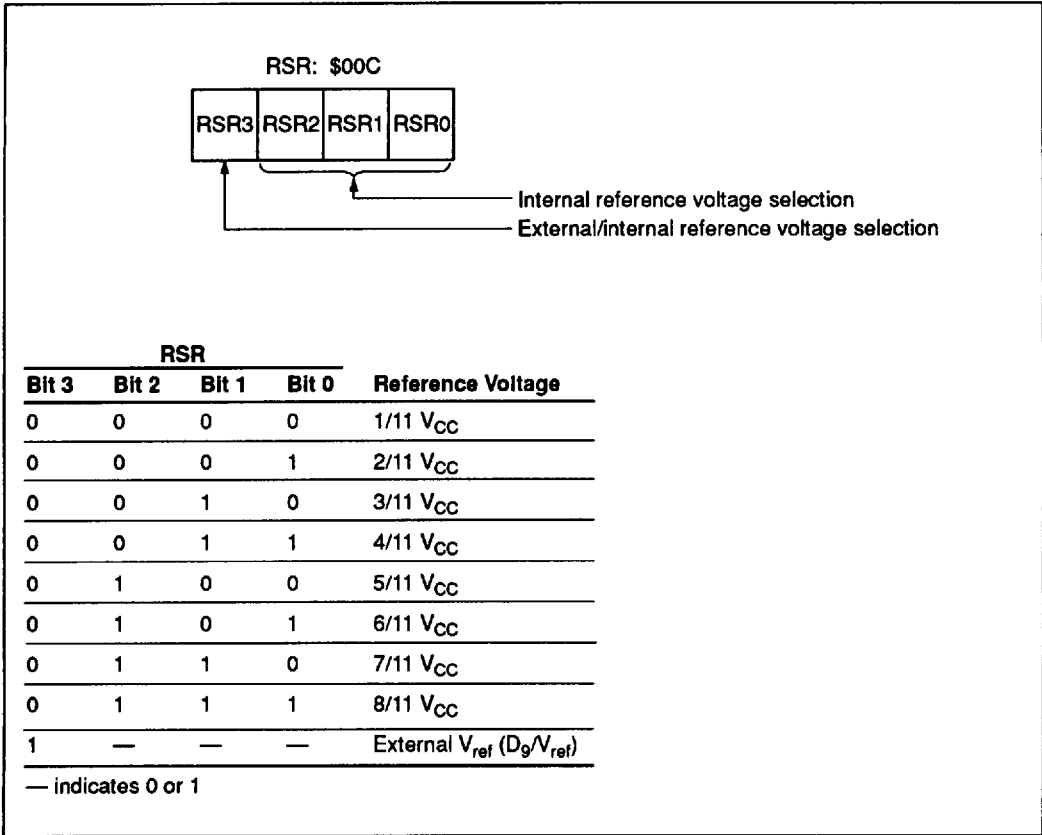 RSR: $00C
RSR3 RSR2 RSR1 RSR0
Internal reference voltage selection
External/internal reference voltage selection
RSR
Bit 3 Bit 2 Bit 1 Bit 0 Reference Voltage
0 0 0 0 1/11 VCC
0 0 0 1 2/11 VCC
0 0 1 0 3/11 VCC
0 0 1 1 4/11 VCC
0 1 0 0 5/11 VCC
0 1 0 1 6/11 VCC
0 1 1 0 7/11 VCC
0 1 1 1 8/11 VCC
1 — — — External Vref (D9/Vref)
— indicates 0 or 1